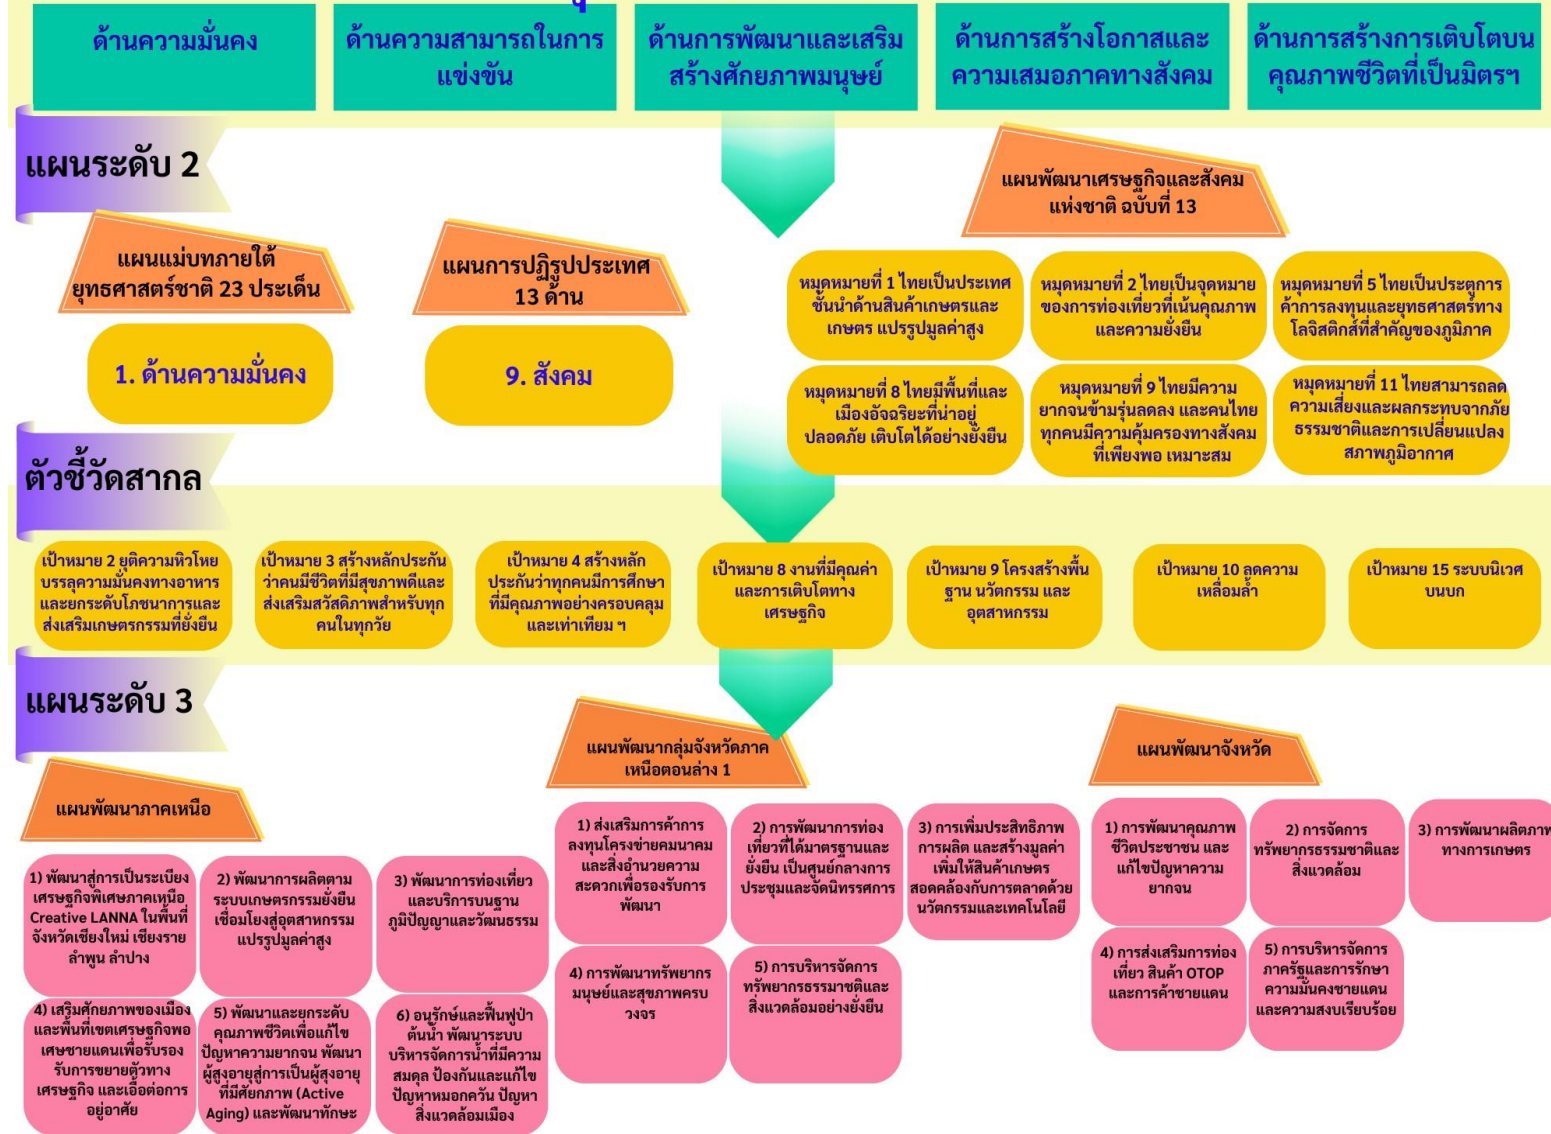 ด้านความมั่นคง
ด้านความสามารถในการ
แข่งขัน
ด้านการพัฒนาและเสริม
สร้างศักยภาพมนุษย์
ด้านการสร้างโอกาสและ
ความเสมอภาคทางสังคม
ด้านการสร้างการเติบโตบน
คุณภาพชีวิตที่เป็นมิตรฯ
แผนระดับ 2
แผนแม่บทภายใต้
ยุทธศาสตร์ชาติ 23 ประเด็น
1. ด้านความมั่นคง
แผนการปฏิรูปประเทศ
13 ด้าน
9. สังคม
แผนพัฒนาเศรษฐกิจและสังคม
แห่งชาติ ฉบับที่ 13
หมุดหมายที่ 1 ไทยเป็นประเทศ
ชั้นนำด้านสินค้าเกษตรและ
เกษตร แปรรูปมูลค่าสูง
หมุดหมายที่ 2 ไทยเป็นจุดหมาย
ของการท่องเที่ยวที่เน้นคุณภาพ
และความยั่งยืน
หมุดหมายที่ 5 ไทยเป็นประตูการ
ค้าการลงทุนและยุทธศาสตร์ทาง
โลจิสติกส์ที่สำคัญของภูมิภาค
หมุดหมายที่ 8 ไทยมีพื้นที่และ
เมืองอัจฉริยะที่น่าอยู่
ปลอดภัย เติบโตได้อย่างยั่งยืน
หมุดหมายที่ 9 ไทยมีความ
ยากจนข้ามรุ่นลดลง และคนไทย
ทุกคนมีความคุ้มครองทางสังคม
ที่เพียงพอ เหมาะสม
หมุดหมายที่ 11 ไทยสามารถลด
ความเสี่ยงและผลกระทบจากภัย
ธรรมชาติและการเปลี่ยนแปลง
สภาพภูมิอากาศ
ตัวชี้วัดสากล
เป้าหมาย 2 ยุติความหิวโหย
บรรลุความมั่นคงทางอาหาร
และยกระดับโภชนาการและ
ส่งเสริมเกษตรกรรมที่ยั่งยืน
เป้าหมาย 3 สร้างหลักประกัน
ว่าคนมีชีวิตที่มีสุขภาพดีและ
ส่งเสริมสวัสดิภาพสำหรับทุก
คนในทุกวัย
เป้าหมาย 4 สร้างหลัก
ประกันว่าทุกคนมีการศึกษา
ที่มีคุณภาพอย่างครอบคลุม
และเท่าเทียม ฯ
เป้าหมาย 8 งานที่มีคุณค่า
และการเติบโตทาง
เศรษฐกิจ
เป้าหมาย 9 โครงสร้างพื้น
ฐาน นวัตกรรม และ
อุตสาหกรรม
เป้าหมาย 10 ลดความ
เหลื่อมล้ำ
เป้าหมาย 15 ระบบนิเวศ
บนบก
แผนระดับ 3
แผนพัฒนาภาคเหนือ
1) พัฒนาสู่การเป็นระเบียง
เศรษฐกิจพิเศษภาคเหนือ
Creative LANNA ในพื้นที่
จังหวัดเชียงใหม่ เชียงราย
ลำพูน ลำปาง
2) พัฒนาการผลิตตาม
ระบบเกษตรกรรมยั่งยืน
เชื่อมโยงสู่อุตสาหกรรม
แปรรูปมูลค่าสูง
3) พัฒนาการท่องเที่ยว
และบริการบนฐาน
ภูมิปัญญาและวัฒนธรรม
4) เสริมศักยภาพของเมือง
และพื้นที่เขตเศรษฐกิจพอ
เศษชายแดนเพื่อรับรอง
รับการขยายตัวทาง
เศรษฐกิจ และเอื้อต่อการ
อยู่อาศัย
5) พัฒนาและยกระดับ
คุณภาพชีวิตเพื่อแก้ไข
ปัญหาความยากจน พัฒนา
ผู้สูงอายุสู่การเป็นผู้สูงอายุ
ที่มีศัยกภาพ (Active
Aging) และพัฒนาทักษะ
6) อนุรักษ์และฟื้นฟูป่า
ต้นน้ำ พัฒนาระบบ
บริหารจัดการน้ำที่มีความ
สมดุล ป้องกันและแก้ไข
ปัญหาหมอกควัน ปัญหา
สิ่งแวดล้อมเมือง
แผนพัฒนากลุ่มจังหวัดภาค
เหนือตอนล่าง 1
1) ส่งเสริมการค้าการ
ลงทุนโครงข่ายคมนาคม
และสิ่งอำนวยความ
สะดวกเพื่อรองรับการ
พัฒนา
2) การพัฒนาการท่อง
เที่ยวที่ได้มาตรฐานและ
ยั่งยืน เป็นศูนย์กลางการ
ประชุมและจัดนิทรรศการ
3) การเพิ่มประสิทธิภาพ
การผลิต และสร้างมูลค่า
เพิ่มให้สินค้าเกษตร
สอดคล้องกับการตลาดด้วย
นวัตกรรมและเทคโนโลยี
4) การพัฒนาทรัพยากร
มนุษย์และสุขภาพครบ
วงจร
5) การบริหารจัดการ
ทรัพยากรธรรมาชติและ
สิ่งแวดล้อมอย่างยั่งยืน
แผนพัฒนาจังหวัด
1) การพัฒนาคุณภาพ
ชีวิตประชาชน และ
แก้ไขปัญหาความ
ยากจน
2) การจัดการ
ทรัพยากรธรรมชาติและ
สิ่งแวดล้อม
3) การพัฒนาผลิตภาพ
ทางการเกษตร
4) การส่งเสริมการท่อง
เที่ยว สินค้า OTOP
และการค้าชายแดน
5) การบริหารจัดการ
ภาครัฐและการรักษา
ความมั่นคงชายแดน
และความสงบเรียบร้อย